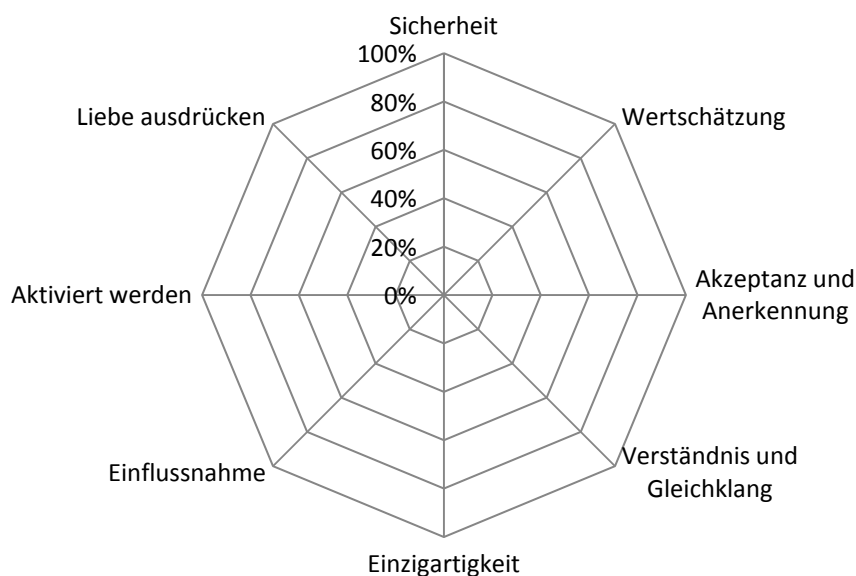 Sicherheit
100%
80%
60%
40%
20%
0%
Wertschätzung
Akzeptanz und
Anerkennung
Verständnis und
Gleichklang
Einzigartigkeit
Einflussnahme
Aktiviert werden
Liebe ausdrücken